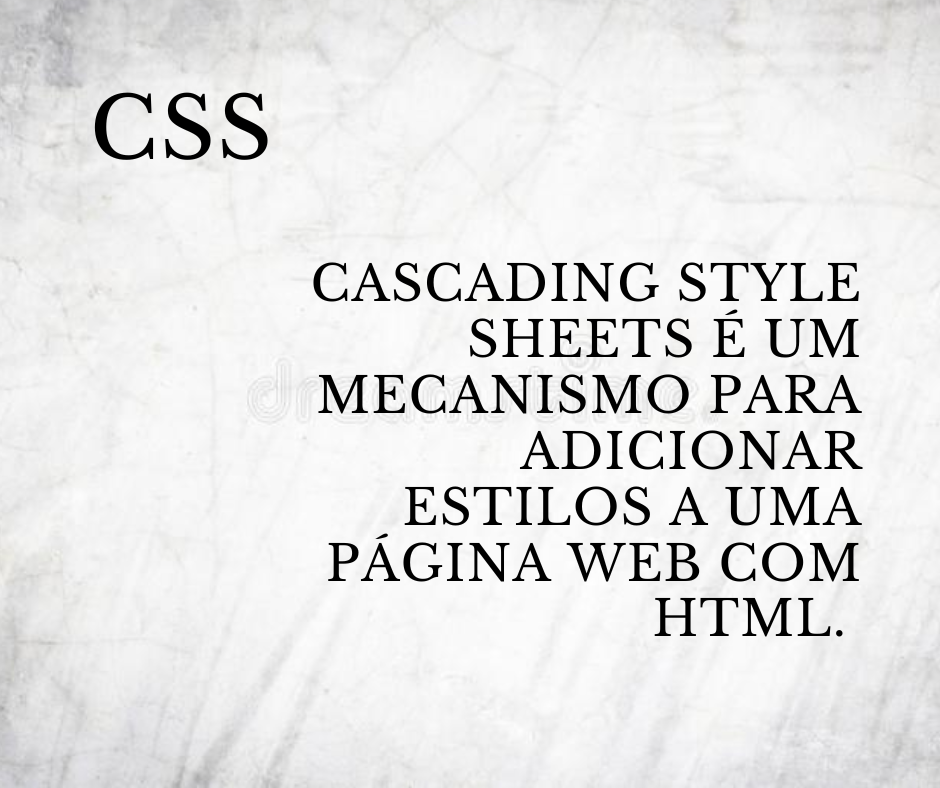 CSS
CASCADING STYLE
SHEETS É UM
MECANISMO PARA
ADICIONAR
ESTILOS A UMA
PÁGINA WEB COM
HTML.